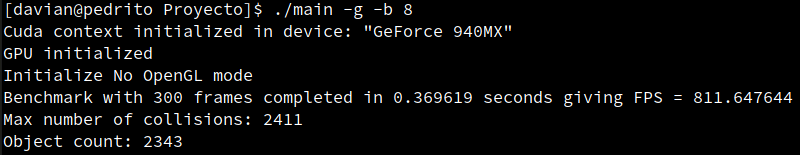 [davian@pedrito Proyecto]$ ./main -g -b 8
Cuda context initialized in device: "GeForce 940MX"
GPU initialized
Initialize No OpenGL mode
Benchmark with 300 frames completed in 0.369619 seconds giving FPS = 811.647644
Max number of collisions: 2411
Object count: 2343